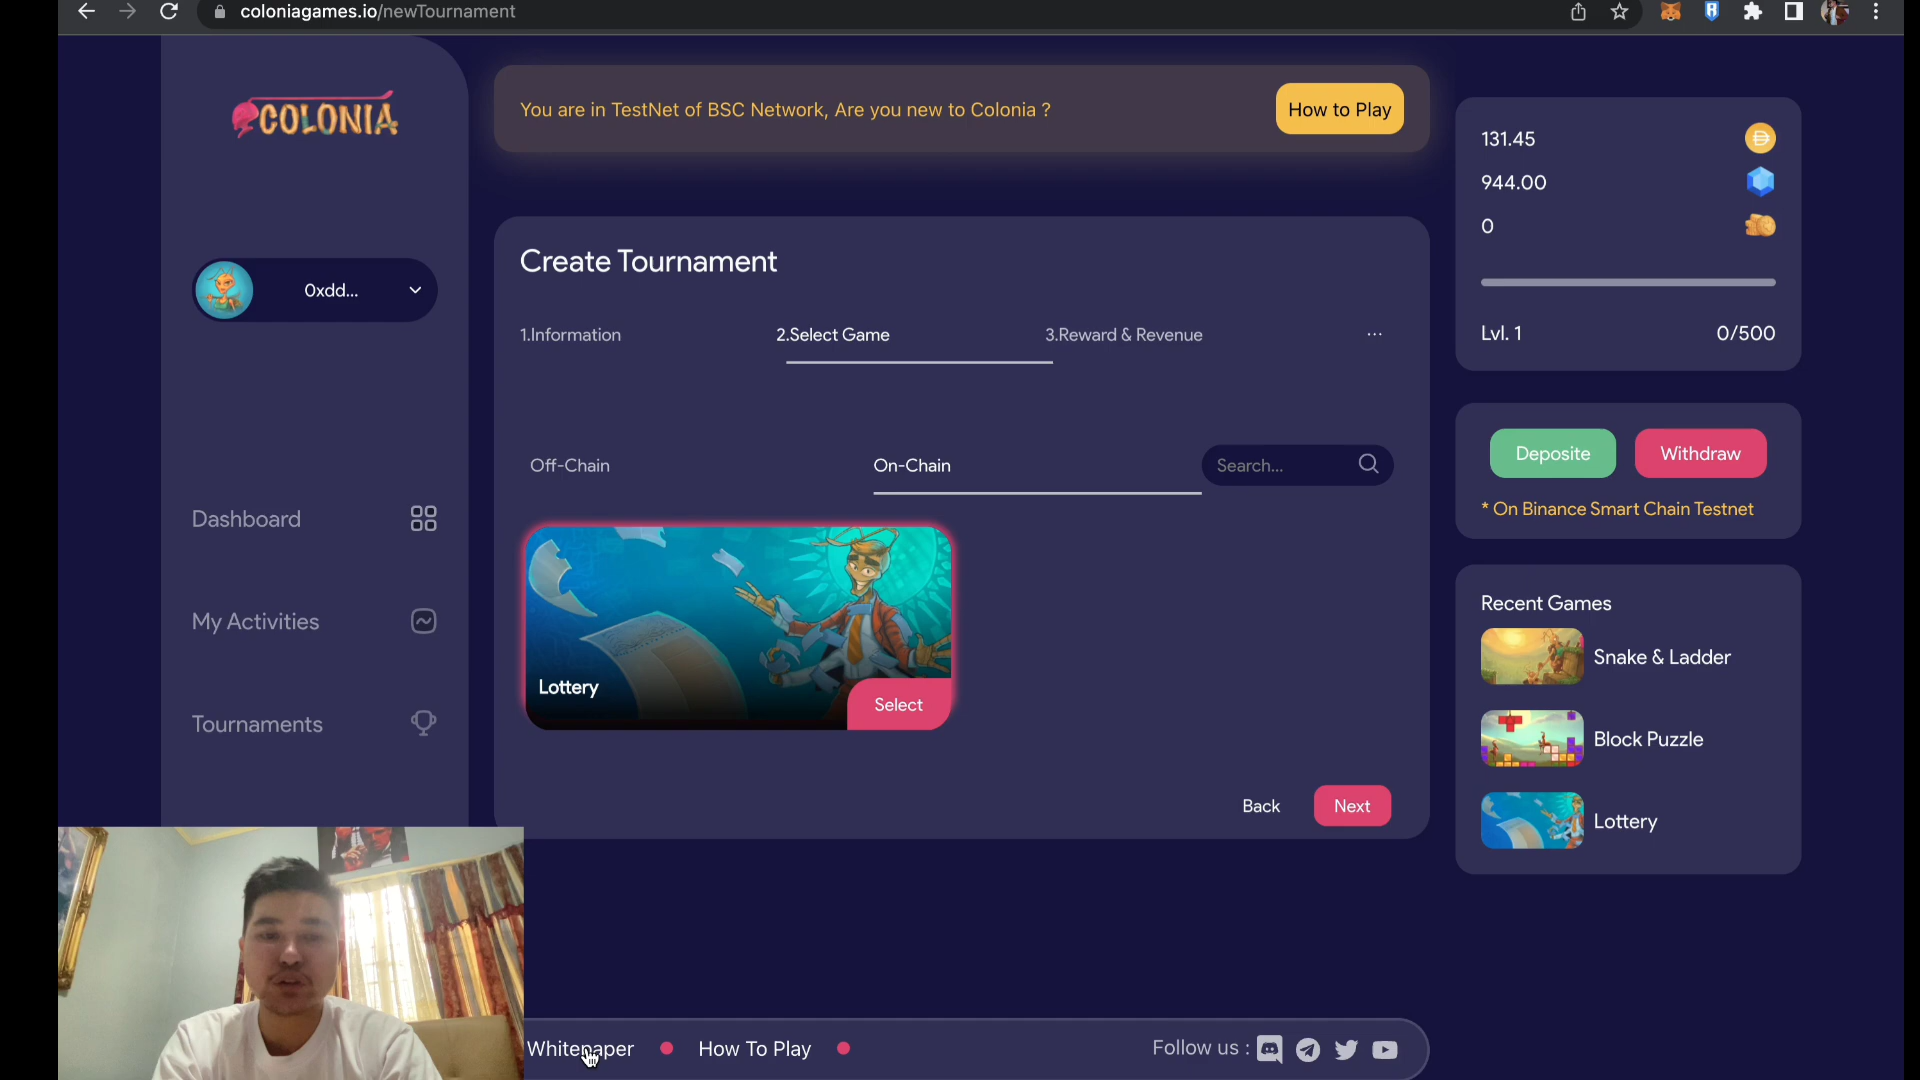 coloniagames.io/newTournament
COLONIA
You are in TestNet of BSC Network, Are you new to Colonia ?
How to Play
131.45
944.00
0
Lvl. 1
0/500
0xdd...
Create Tournament
1.Information
2.Select Game
3.Reward & Revenue
...
Off-Chain
On-Chain
Search...
Deposite
Withdraw
* On Binance Smart Chain Testnet
Dashboard
My Activities
Tournaments
Lottery
Select
Back
Next
Recent Games
Snake & Ladder
Block Puzzle
Lottery
Whitepaper
How To Play
Follow us :